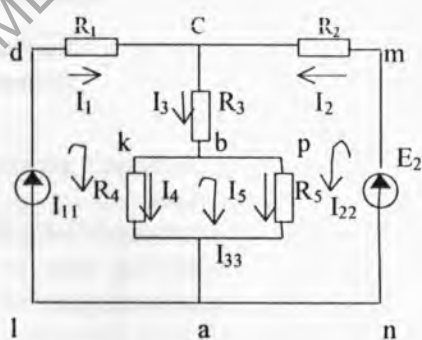 R₁ C R₂
d m
I₁ I₃ R₃ I₂
k b p
E₂
R₄ I₄ I₅ R₅
I₁₁ I₂₂
I₃₃
l a n